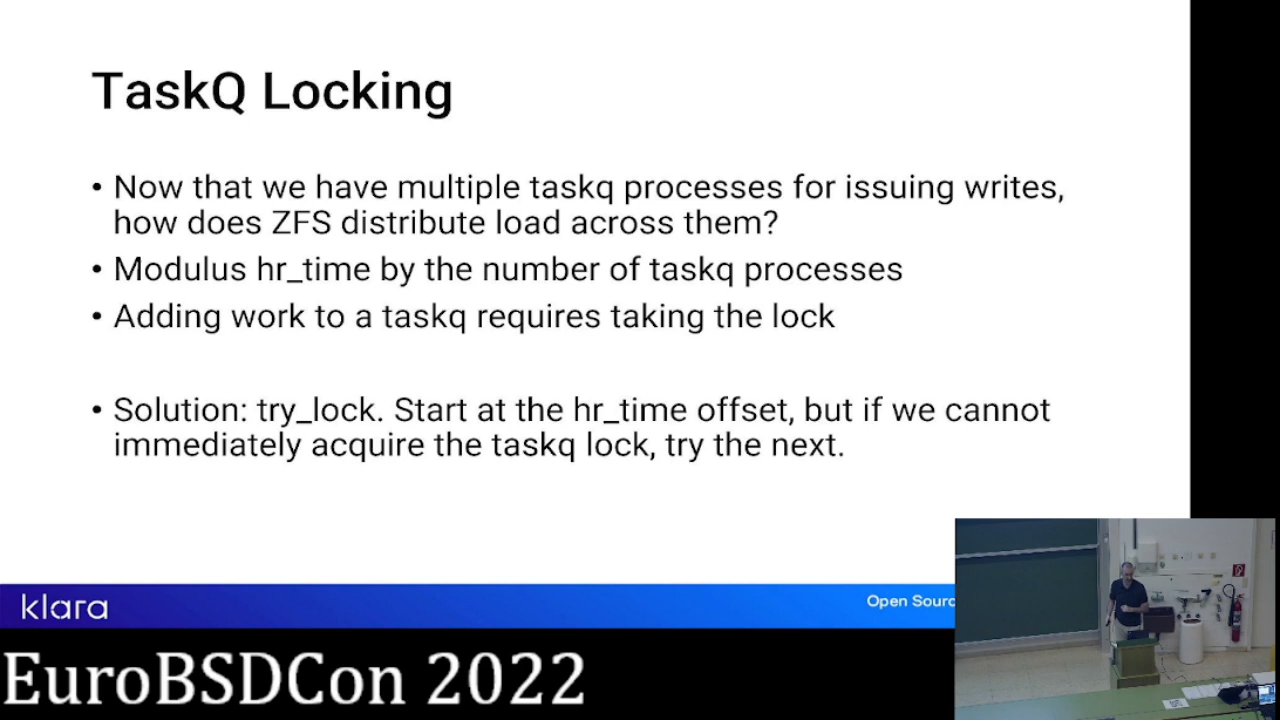 TaskQ Locking
• Now that we have multiple taskq processes for issuing writes,
how does ZFS distribute load across them?
• Modulus hr_time by the number of taskq processes
• Adding work to a taskq requires taking the lock
• Solution: try_lock. Start at the hr_time offset, but if we cannot
immediately acquire the taskq lock, try the next.
klara
Open Sourc
EuroBSDCon 2022